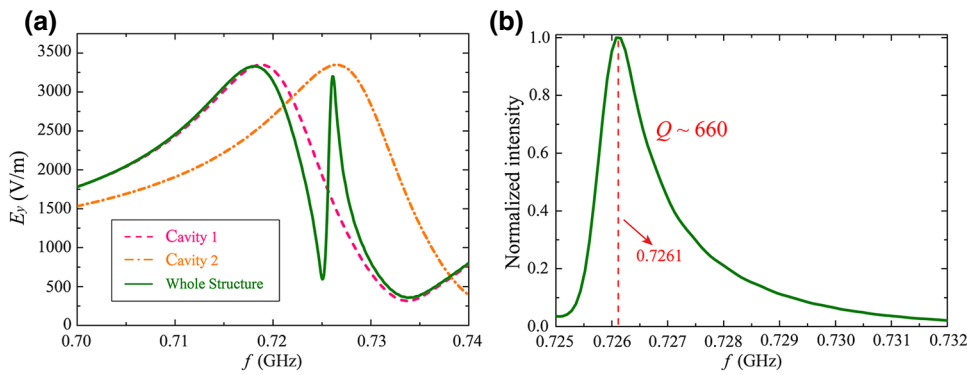 (a)
3500
3000
2500
2000
1500
1000
500
0
E_y (V/m)
Cavity 1
Cavity 2
Whole Structure
0.70 0.71 0.72 0.73 0.74
f (GHz)
(b)
1.0
0.8
0.6
0.4
0.2
0.0
Normalized intensity
Q ~ 660
0.7261
0.725 0.726 0.727 0.728 0.729 0.730 0.731 0.732
f (GHz)